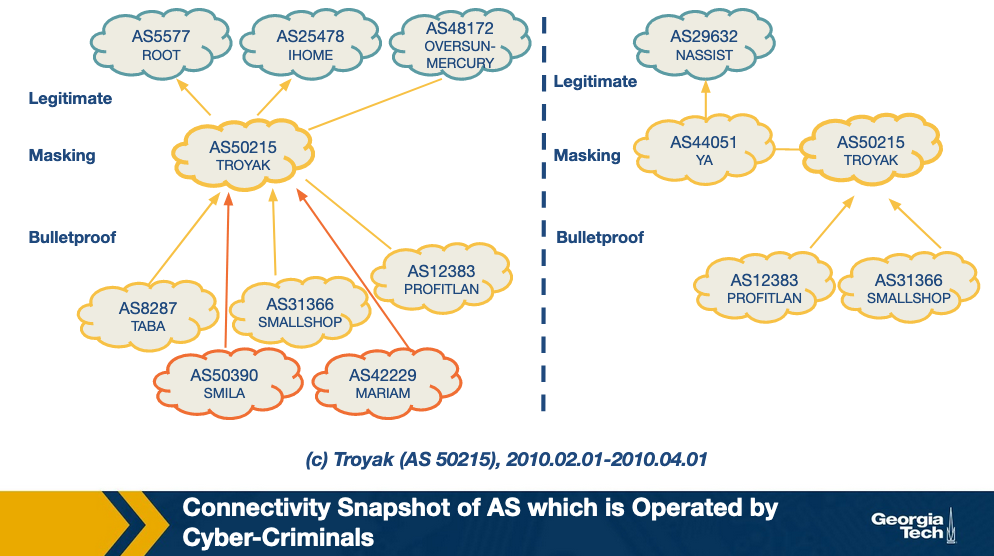 AS5577
ROOT
AS25478
IHOME
AS48172
OVERSUN-
MERCURY
Legitimate
Masking
AS50215
TROYAK
Bulletproof
AS8287
TABA
AS31366
SMALLSHOP
AS12383
PROFITLAN
AS50390
SMILA
AS42229
MARIAM
AS29632
NASSIST
Legitimate
Masking
AS44051
YA
AS50215
TROYAK
Bulletproof
AS12383
PROFITLAN
AS31366
SMALLSHOP
(c) Troyak (AS 50215), 2010.02.01-2010.04.01
Connectivity Snapshot of AS which is Operated by
Cyber-Criminals
Georgia
Tech